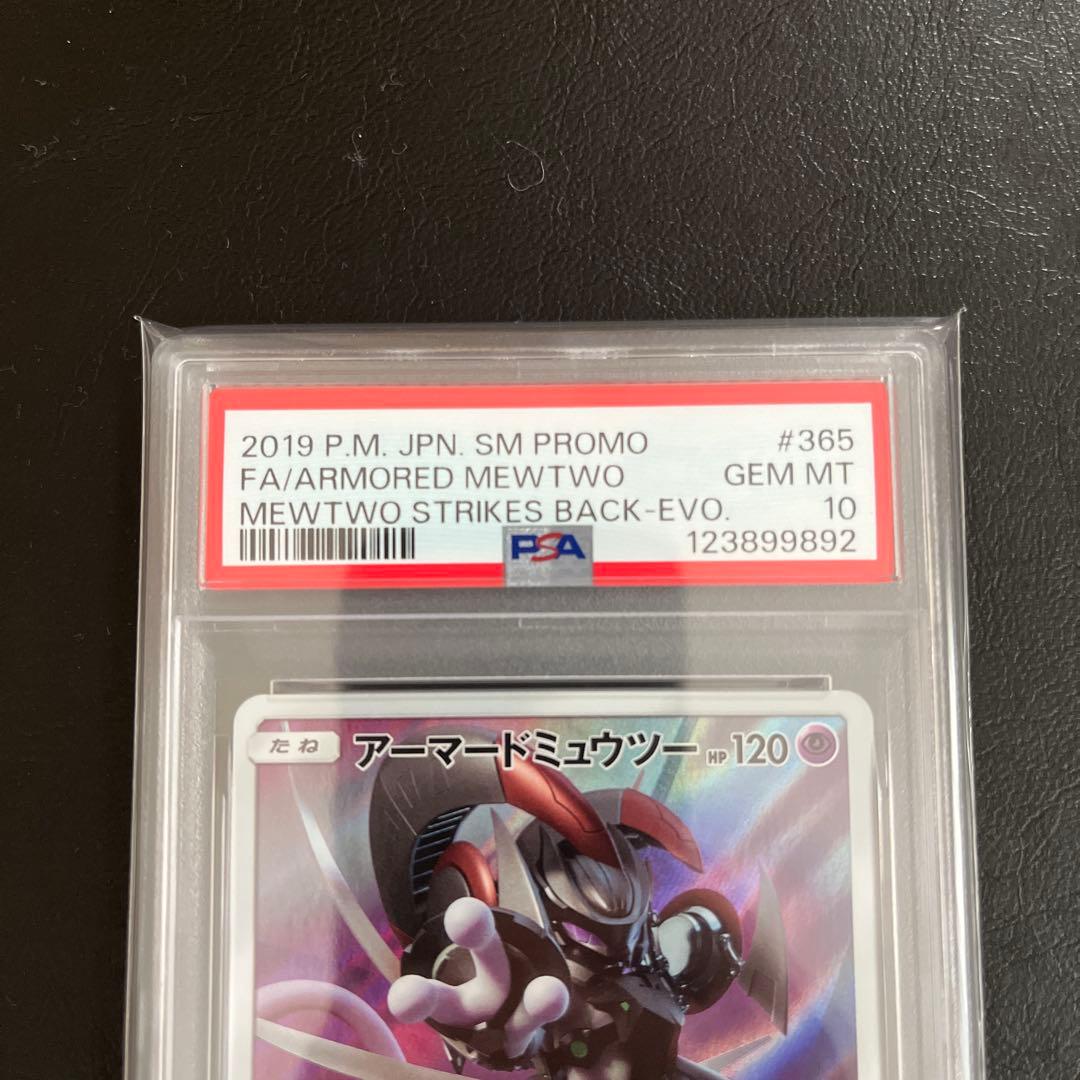 2019 P.M. JPN. SM PROMO #365
FA/ARMORED MEWTWO GEM MT
MEWTWO STRIKES BACK-EVO. 10
PSA 123899892
たね アーマードミュウツー HP 120